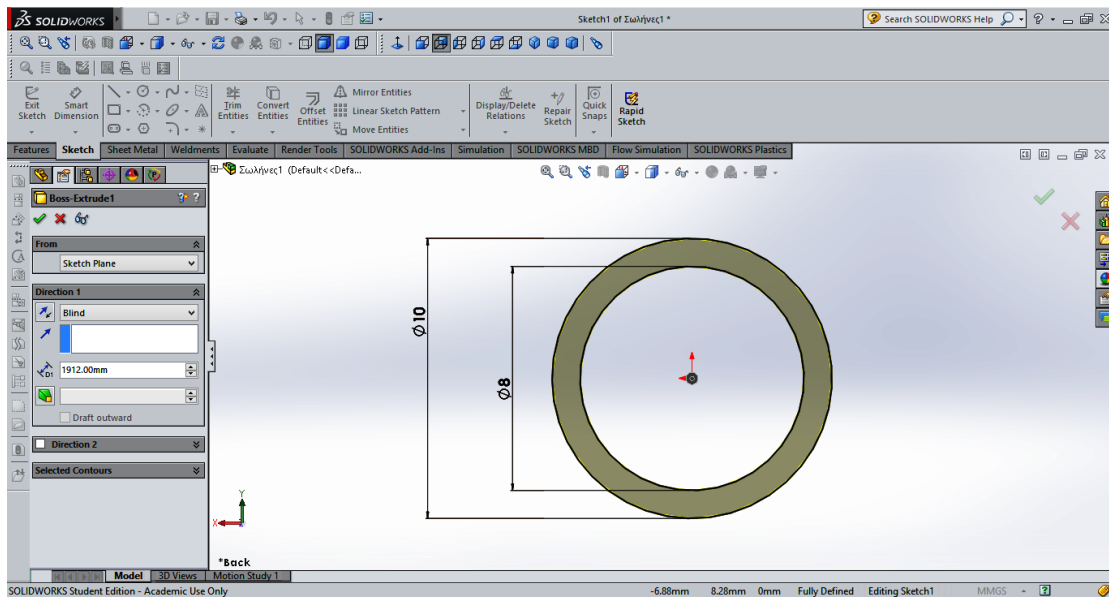 SOLIDWORKS
Sketch1 of Σωλήνες1 *
Search SOLIDWORKS Help
Exit Sketch
Smart Dimension
Trim Entities
Convert Entities
Offset Entities
Mirror Entities
Linear Sketch Pattern
Move Entities
Display/Delete Relations
Repair Sketch
Quick Snaps
Rapid Sketch
Features Sketch Sheet Metal Weldments Evaluate Render Tools SOLIDWORKS Add-Ins Simulation SOLIDWORKS MBD Flow Simulation SOLIDWORKS Plastics
Σωλήνες1 (Default<<Defa...
Boss-Extrude1
From
Sketch Plane
Direction 1
Blind
D1
1912.00mm
Draft outward
Direction 2
Selected Contours
Ø10
Ø8
Y
X
*Back
Model 3D Views Motion Study 1
SOLIDWORKS Student Edition - Academic Use Only -6.88mm 8.28mm 0mm Fully Defined Editing Sketch1 MMGS